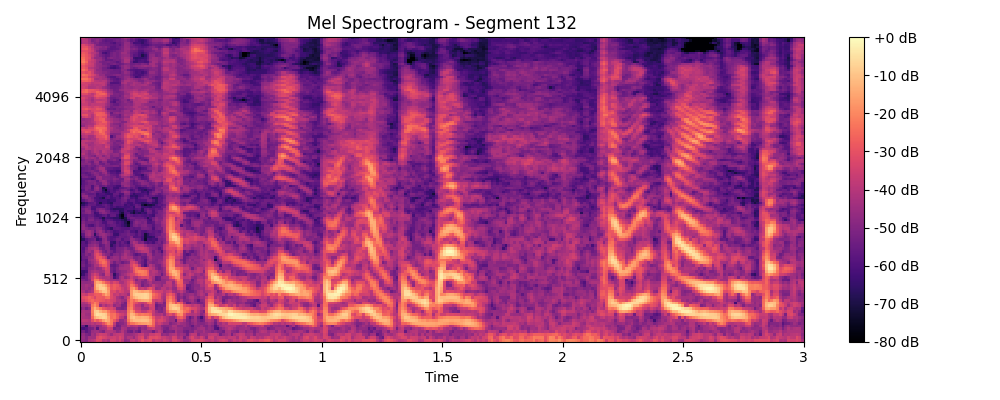 Mel Spectrogram - Segment 132
+0 dB
-10 dB
-20 dB
-30 dB
-40 dB
-50 dB
-60 dB
-70 dB
-80 dB
4096
2048
1024
512
0
Frequency
0
0.5
1
1.5
2
2.5
3
Time